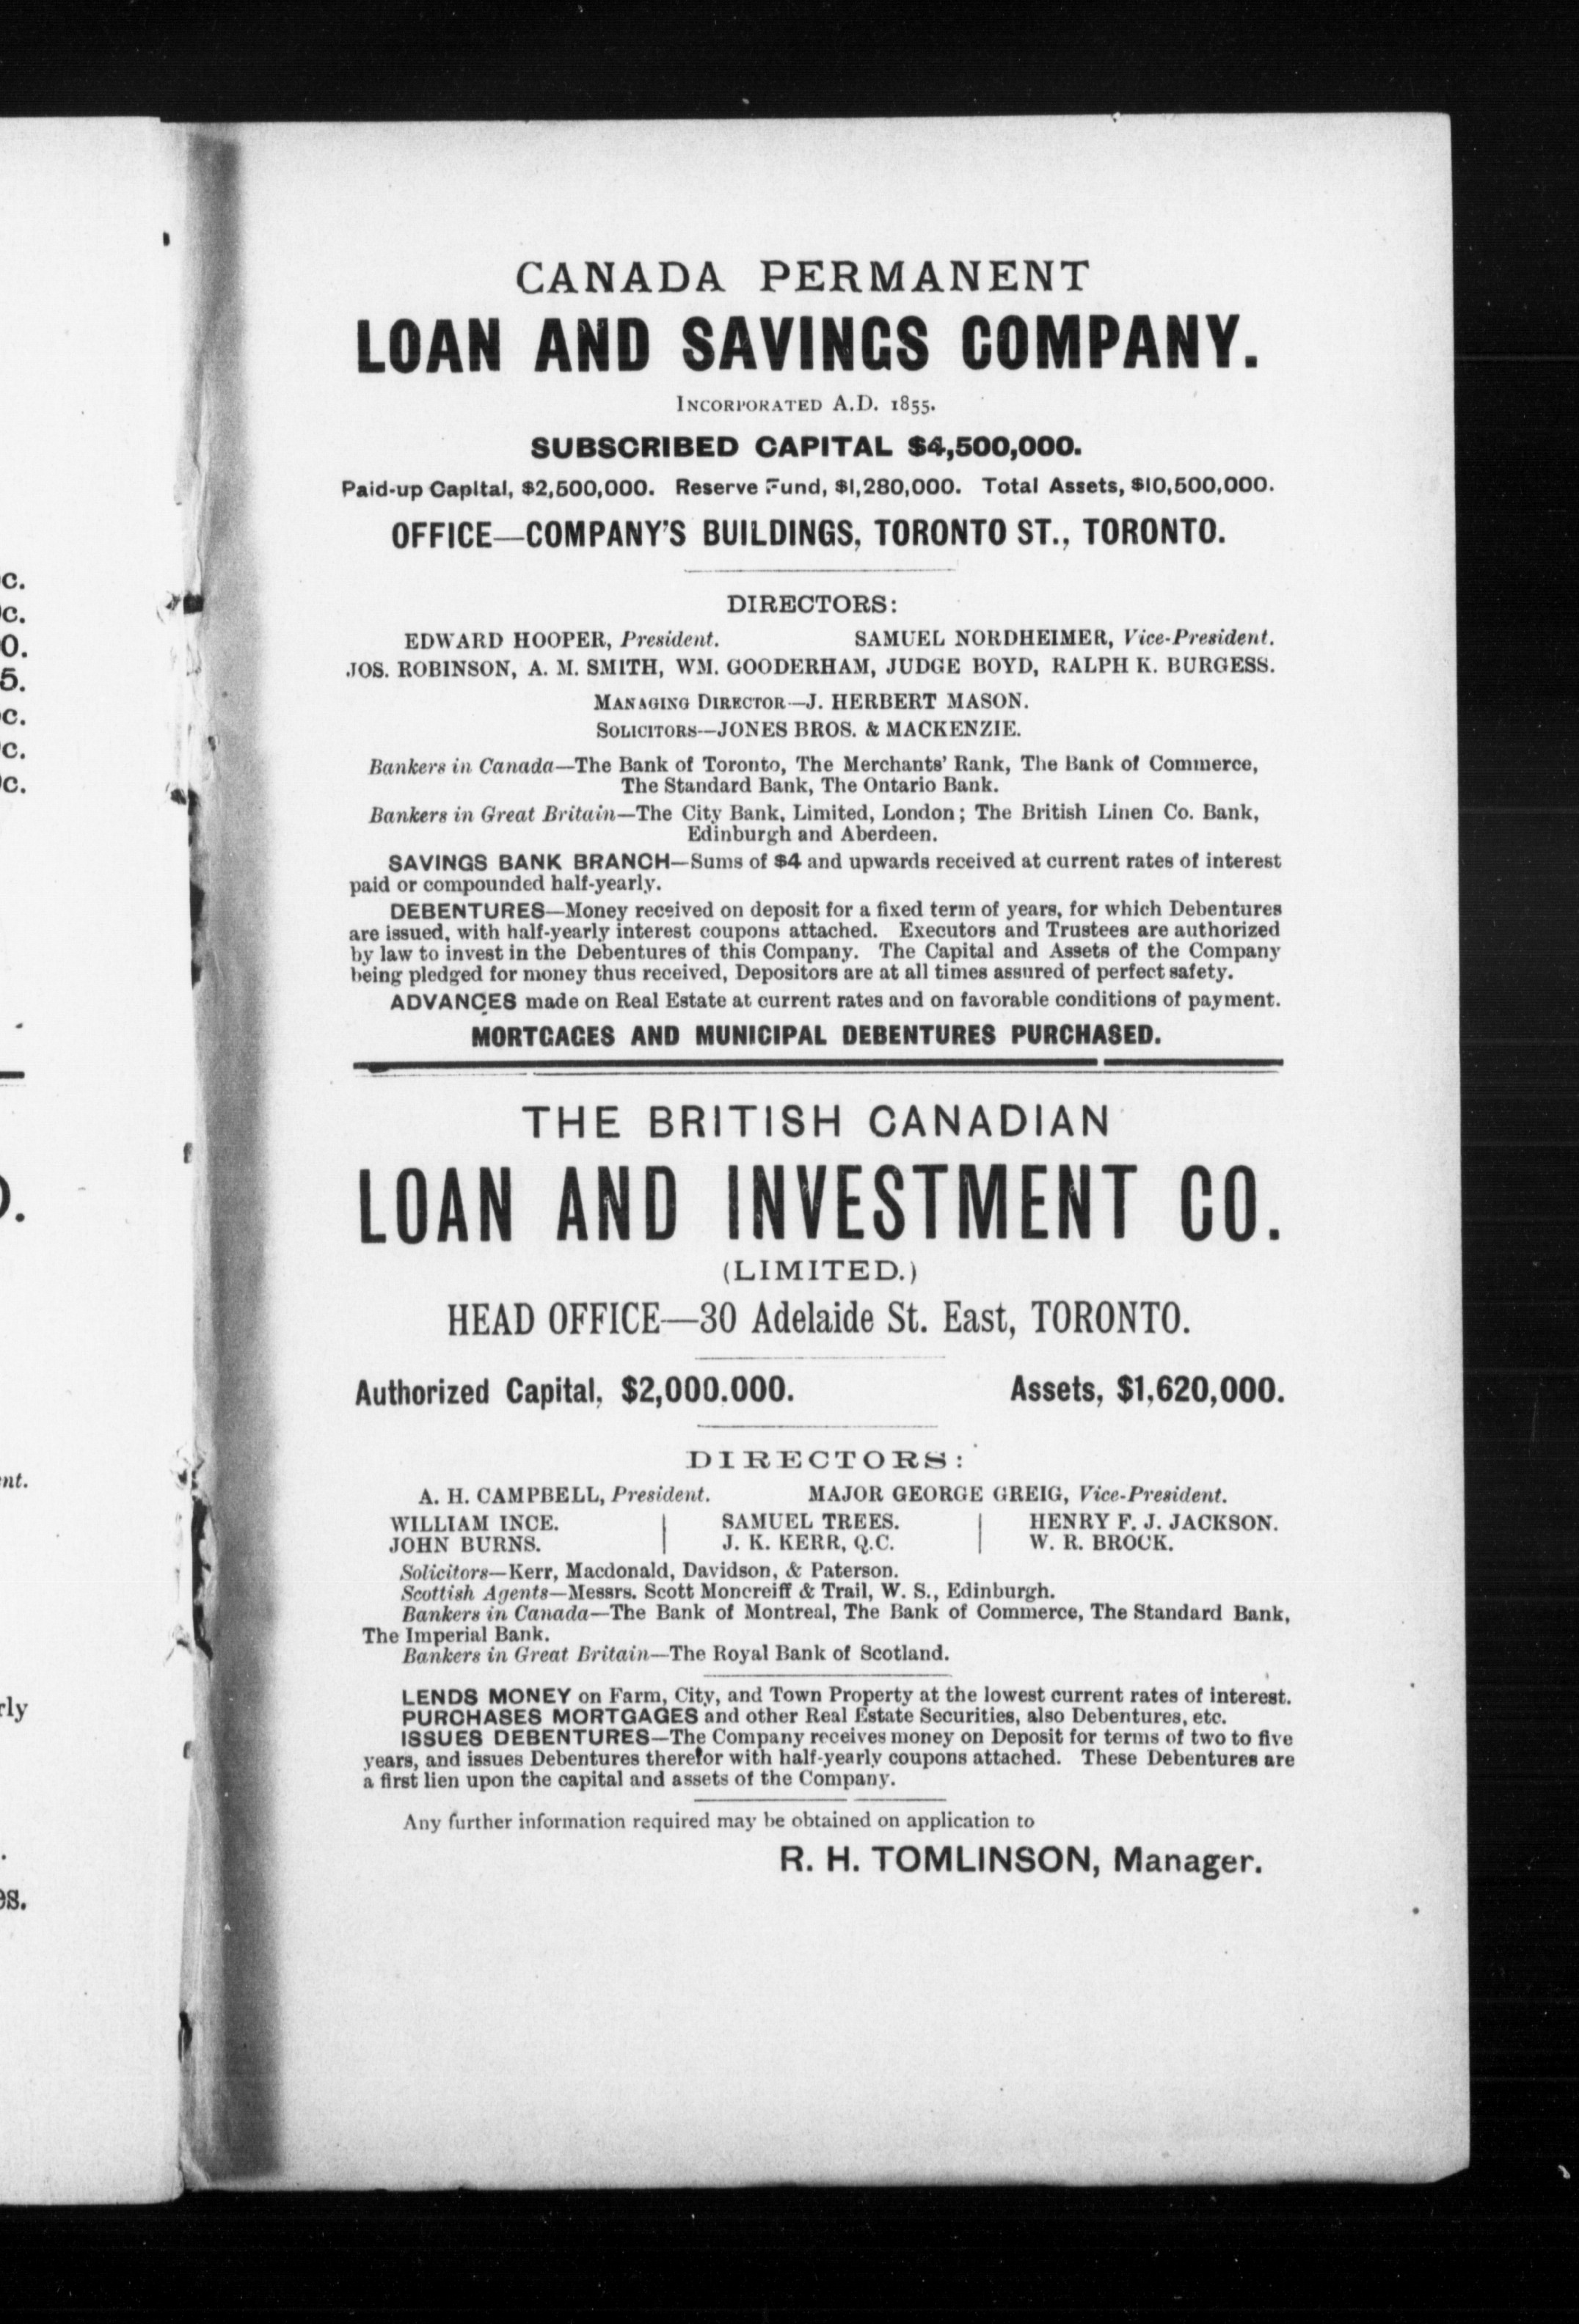 CANADA PERMANENT
LOAN AND SAVINGS COMPANY.
INCORPORATED A.D. 1855.
SUBSCRIBED CAPITAL $4,500,000.
Paid-up Capital, $2,500,000. Reserve Fund, $1,280,000. Total Assets, $10,500,000.
OFFICE—COMPANY'S BUILDINGS, TORONTO ST., TORONTO.
DIRECTORS:
EDWARD HOOPER, President. SAMUEL NORDHEIMER, Vice-President.
JOS. ROBINSON, A. M. SMITH, WM. GOODERHAM, JUDGE BOYD, RALPH K. BURGESS.
MANAGING DIRECTOR—J. HERBERT MASON.
SOLICITORS—JONES BROS. & MACKENZIE.
Bankers in Canada—The Bank of Toronto, The Merchants' Rank, The Bank of Commerce,
The Standard Bank, The Ontario Bank.
Bankers in Great Britain—The City Bank, Limited, London; The British Linen Co. Bank,
Edinburgh and Aberdeen.
SAVINGS BANK BRANCH—Sums of $4 and upwards received at current rates of interest
paid or compounded half-yearly.
DEBENTURES—Money received on deposit for a fixed term of years, for which Debentures
are issued, with half-yearly interest coupons attached. Executors and Trustees are authorized
by law to invest in the Debentures of this Company. The Capital and Assets of the Company
being pledged for money thus received, Depositors are at all times assured of perfect safety.
ADVANCES made on Real Estate at current rates and on favorable conditions of payment.
MORTGAGES AND MUNICIPAL DEBENTURES PURCHASED.
THE BRITISH CANADIAN
LOAN AND INVESTMENT CO.
(LIMITED.)
HEAD OFFICE—30 Adelaide St. East, TORONTO.
Authorized Capital, $2,000.000. Assets, $1,620,000.
DIRECTORS:
A. H. CAMPBELL, President. MAJOR GEORGE GREIG, Vice-President.
WILLIAM INCE. SAMUEL TREES. HENRY F. J. JACKSON.
JOHN BURNS. J. K. KERR, Q.C. W. R. BROCK.
Solicitors—Kerr, Macdonald, Davidson, & Paterson.
Scottish Agents—Messrs. Scott Moncreiff & Trail, W. S., Edinburgh.
Bankers in Canada—The Bank of Montreal, The Bank of Commerce, The Standard Bank,
The Imperial Bank.
Bankers in Great Britain—The Royal Bank of Scotland.
LENDS MONEY on Farm, City, and Town Property at the lowest current rates of interest.
PURCHASES MORTGAGES and other Real Estate Securities, also Debentures, etc.
ISSUES DEBENTURES—The Company receives money on Deposit for terms of two to five
years, and issues Debentures therefor with half-yearly coupons attached. These Debentures are
a first lien upon the capital and assets of the Company.
Any further information required may be obtained on application to
R. H. TOMLINSON, Manager.